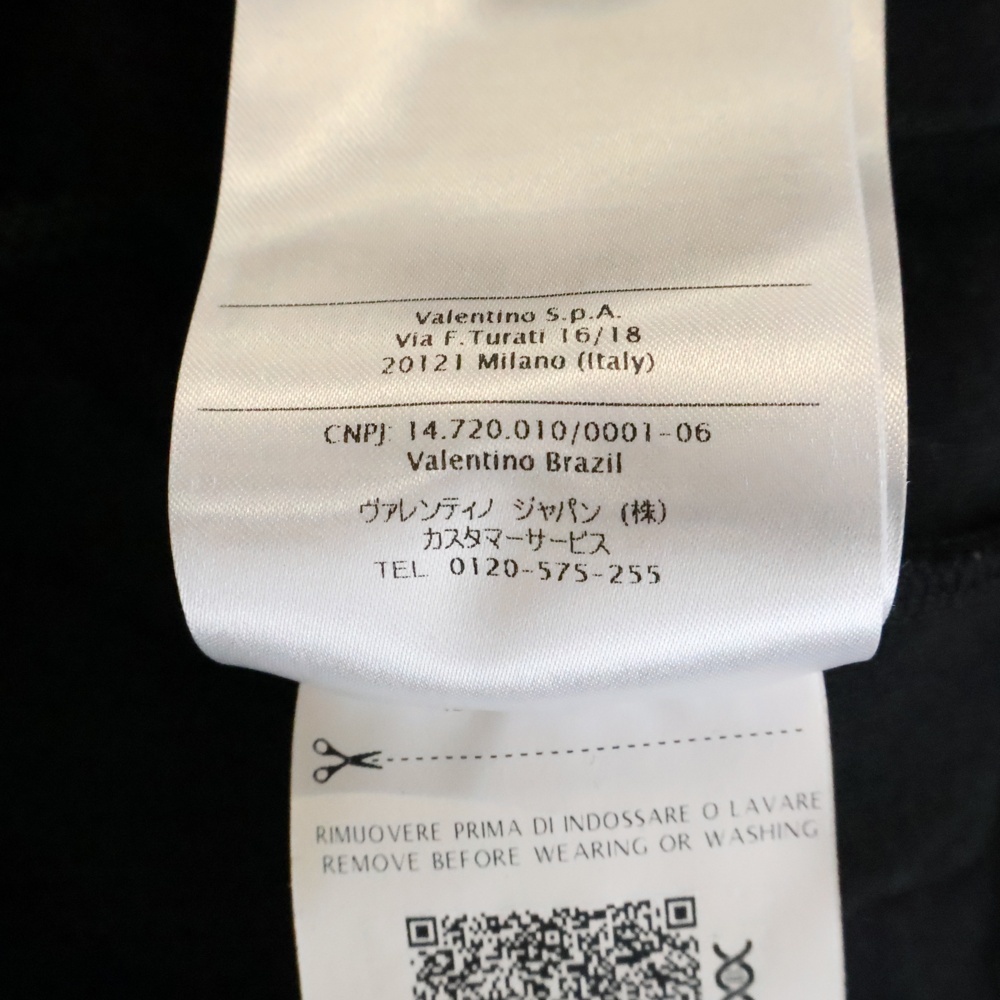 Valentino S.p.A.
Via F.Turati 16/18
20121 Milano (Italy)
CNPJ: 14.720.010/0001-06
Valentino Brazil
ヴァレンティノ ジャパン (株)
カスタマーサービス
TEL 0120-575-255
RIMUOVERE PRIMA DI INDOSSARE O LAVARE
REMOVE BEFORE WEARING OR WASHING